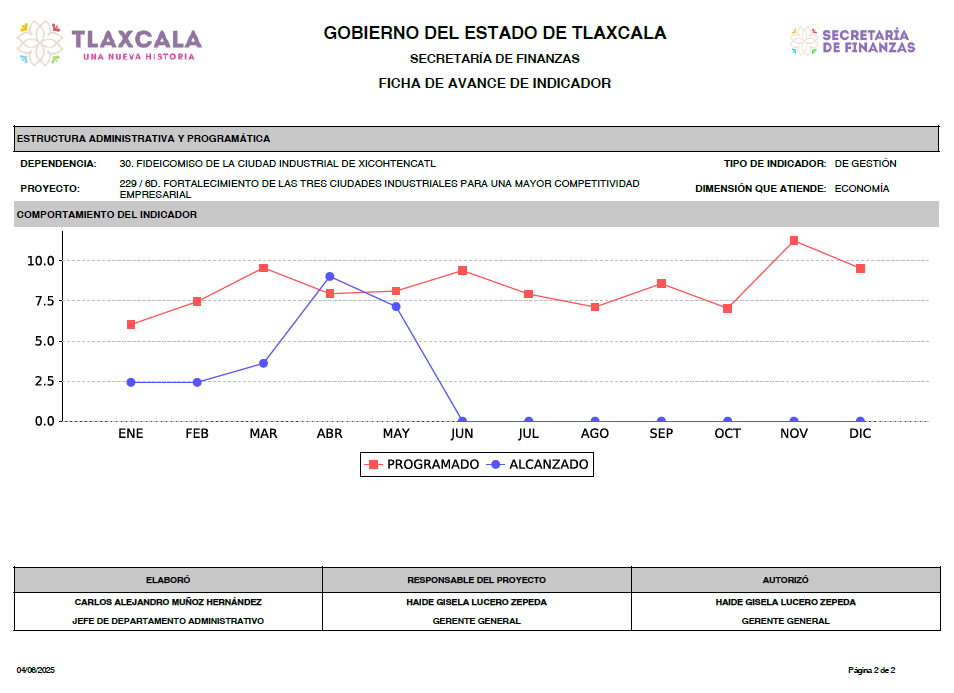 TLAXCALA
UNA NUEVA HISTORIA
GOBIERNO DEL ESTADO DE TLAXCALA
SECRETARÍA DE FINANZAS
FICHA DE AVANCE DE INDICADOR
SECRETARÍA
DE FINANZAS
ESTRUCTURA ADMINISTRATIVA Y PROGRAMÁTICA
DEPENDENCIA: 30. FIDEICOMISO DE LA CIUDAD INDUSTRIAL DE XICOHTENCATL TIPO DE INDICADOR: DE GESTIÓN
PROYECTO: 229 / 6D. FORTALECIMIENTO DE LAS TRES CIUDADES INDUSTRIALES PARA UNA MAYOR COMPETITIVIDAD
EMPRESARIAL DIMENSIÓN QUE ATIENDE: ECONOMÍA
COMPORTAMIENTO DEL INDICADOR
10.0
7.5
5.0
2.5
0.0
ENE FEB MAR ABR MAY JUN JUL AGO SEP OCT NOV DIC
PROGRAMADO ALCANZADO
ELABORÓ RESPONSABLE DEL PROYECTO AUTORIZÓ
CARLOS ALEJANDRO MUÑOZ HERNÁNDEZ HAIDE GISELA LUCERO ZEPEDA HAIDE GISELA LUCERO ZEPEDA
JEFE DE DEPARTAMENTO ADMINISTRATIVO GERENTE GENERAL GERENTE GENERAL
04/06/2025 Página 2 de 2